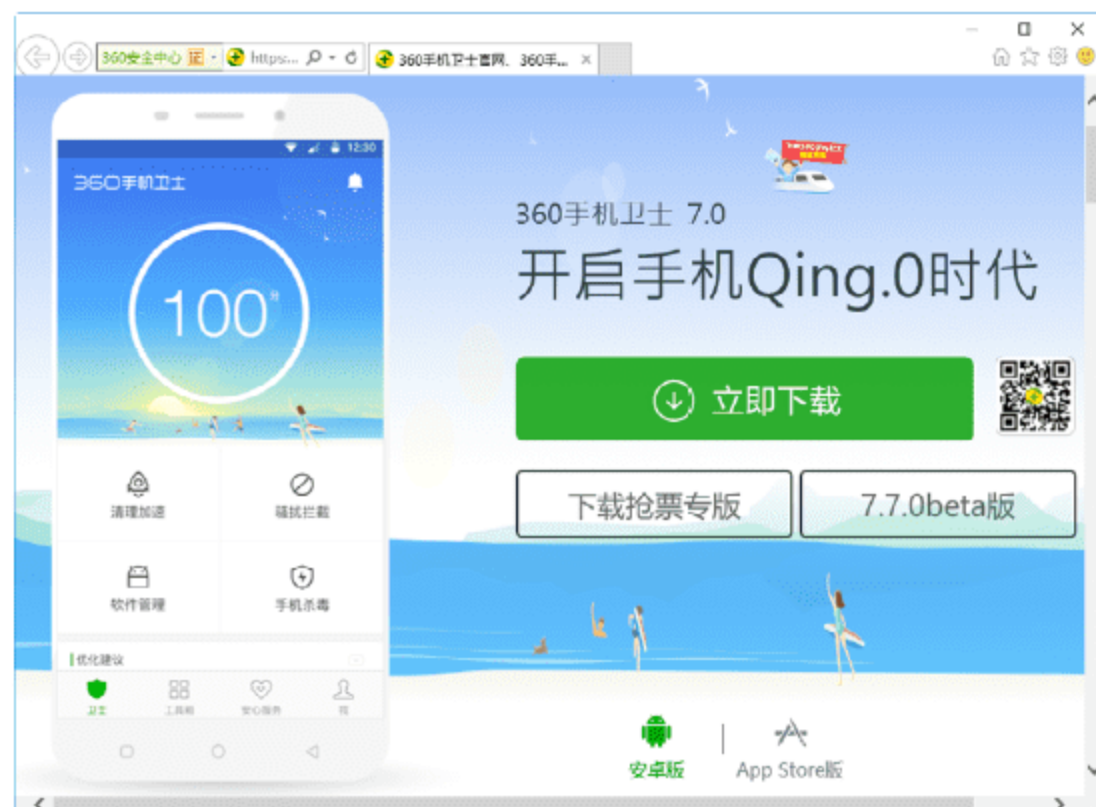 360安全中心 证
https:...
360手机卫士官网，360手...
12:30
360手机卫士
100分
清理加速
骚扰拦截
软件管理
手机杀毒
优化建议
卫士
工具箱
安心服务
我
360手机卫士 7.0
开启手机Qing.0时代
立即下载
下载抢票专版
7.7.0beta版
安卓版
App Store版